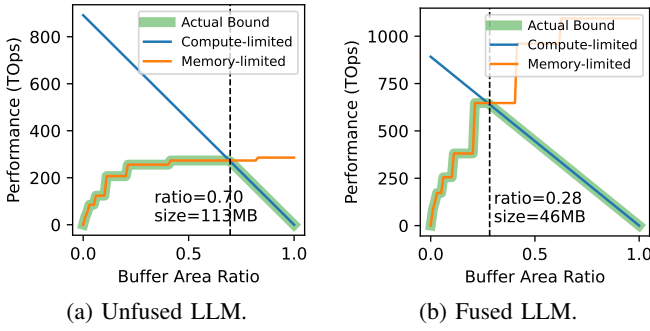 Performance (TOps)
800
600
400
200
0
Actual Bound
Compute-limited
Memory-limited
ratio=0.70
size=113MB
0.0
0.5
1.0
Buffer Area Ratio
(a) Unfused LLM.
Performance (TOps)
1000
750
500
250
0
Actual Bound
Compute-limited
Memory-limited
ratio=0.28
size=46MB
0.0
0.5
1.0
Buffer Area Ratio
(b) Fused LLM.